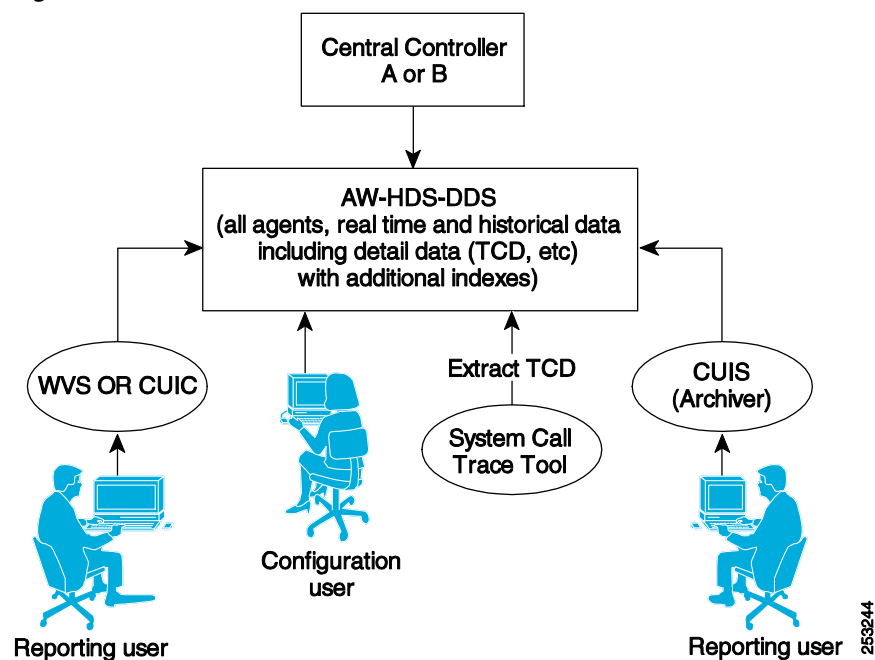 Central Controller
A or B
AW-HDS-DDS
(all agents, real time and historical data
including detail data (TCD, etc)
with additional indexes)
WVS OR CUIC
Extract TCD
CUIS
(Archiver)
System Call
Trace Tool
Configuration
user
Reporting user
Reporting user
253244